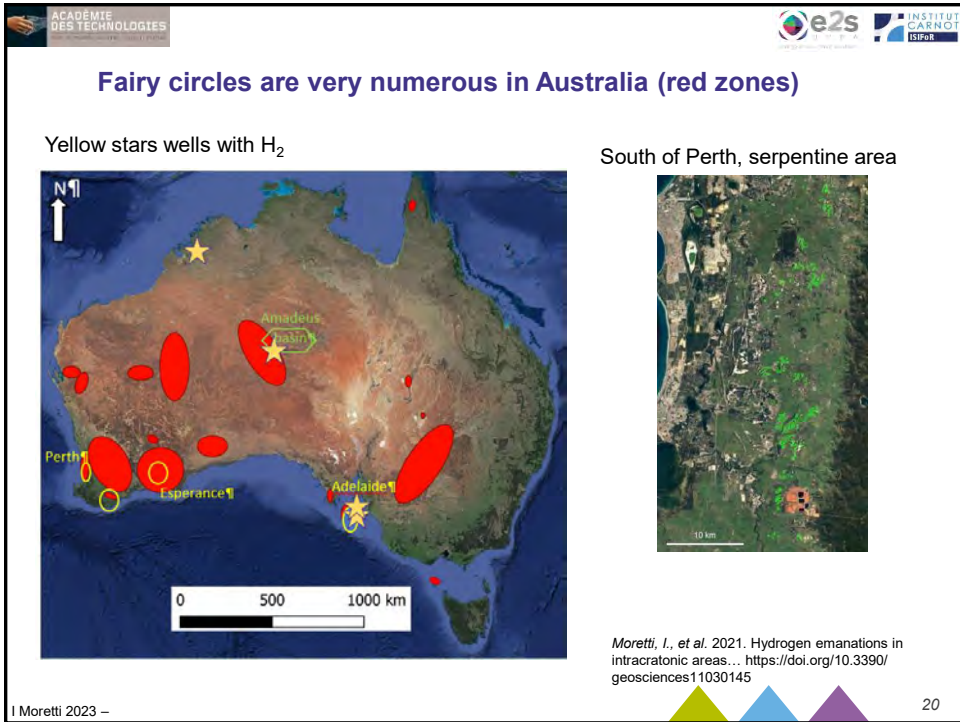 ACADÉMIE
DES TECHNOLOGIES
e2s
UPPA
INSTITUT
CARNOT
ISIFoR
Fairy circles are very numerous in Australia (red zones)
Yellow stars wells with H₂
South of Perth, serpentine area
N¶
Amadeus
basin¶
Perth¶
Esperance¶
Adelaide¶
0 500 1000 km
10 km
Moretti, I., et al. 2021. Hydrogen emanations in
intracratonic areas… https://doi.org/10.3390/
geosciences11030145
I Moretti 2023 –
20